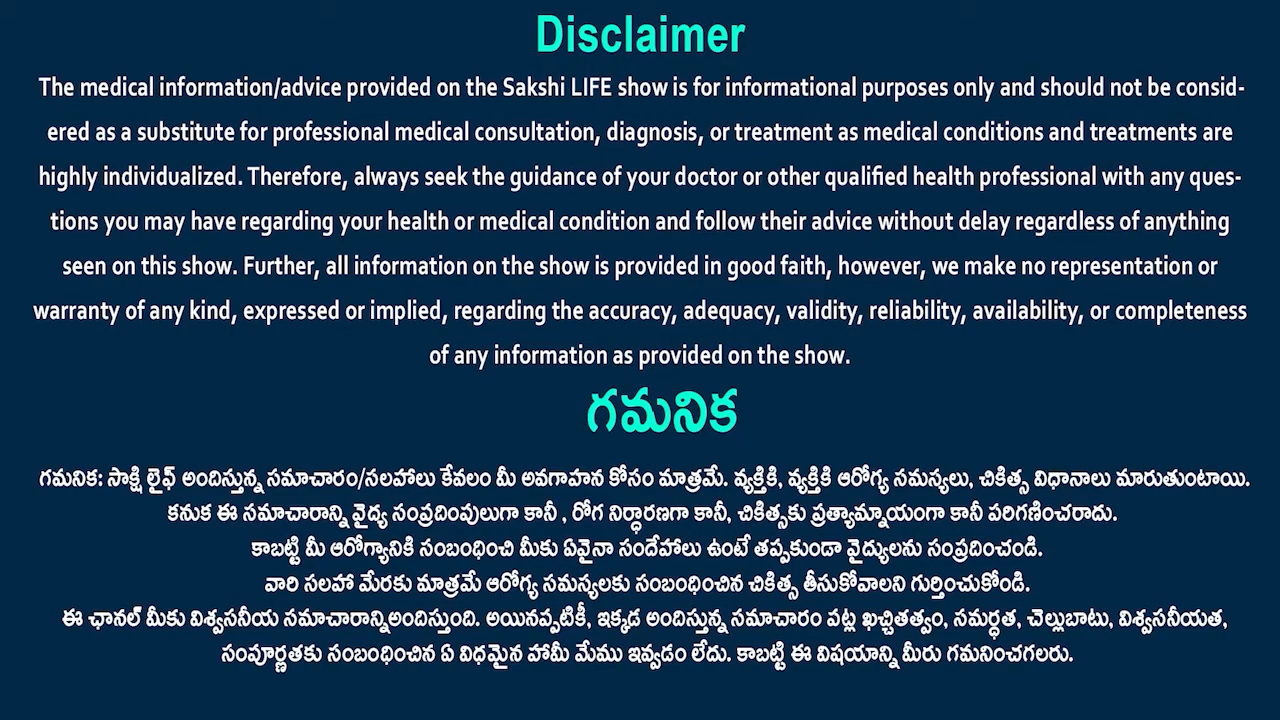 Disclaimer
The medical information/advice provided on the Sakshi LIFE show is for informational purposes only and should not be consid-
ered as a substitute for professional medical consultation, diagnosis, or treatment as medical conditions and treatments are
highly individualized. Therefore, always seek the guidance of your doctor or other qualified health professional with any ques-
tions you may have regarding your health or medical condition and follow their advice without delay regardless of anything
seen on this show. Further, all information on the show is provided in good faith, however, we make no representation or
warranty of any kind, expressed or implied, regarding the accuracy, adequacy, validity, reliability, availability, or completeness
of any information as provided on the show.
గమనిక
గమనిక: సాక్షి లైఫ్ అందిస్తున్న సమాచారం/సలహాలు కేవలం మీ అవగాహన కోసం మాత్రమే. వ్యక్తికి, వ్యక్తికి ఆరోగ్య సమస్యలు, చికిత్స విధానాలు మారుతుంటాయి.
కనుక ఈ సమాచారాన్ని వైద్య సంప్రదింపులుగా కానీ , రోగ నిర్ధారణగా కానీ, చికిత్సకు ప్రత్యామ్నాయంగా కానీ పరిగణించరాదు.
కాబట్టి మీ ఆరోగ్యానికి సంబంధించి మీకు ఏవైనా సందేహాలు ఉంటే తప్పకుండా వైద్యులను సంప్రదించండి.
వారి సలహా మేరకు మాత్రమే ఆరోగ్య సమస్యలకు సంబంధించిన చికిత్స తీసుకోవాలని గుర్తించుకోండి.
ఈ ఛానల్ మీకు విశ్వసనీయ సమాచారాన్నిఅందిస్తుంది. అయినప్పటికీ, ఇక్కడ అందిస్తున్న సమాచారం పట్ల ఖచ్చితత్వం, సమర్ధత, చెల్లుబాటు, విశ్వసనీయత,
సంపూర్ణతకు సంబంధించిన ఏ విధమైన హామీ మేము ఇవ్వడం లేదు. కాబట్టి ఈ విషయాన్ని మీరు గమనించగలరు.